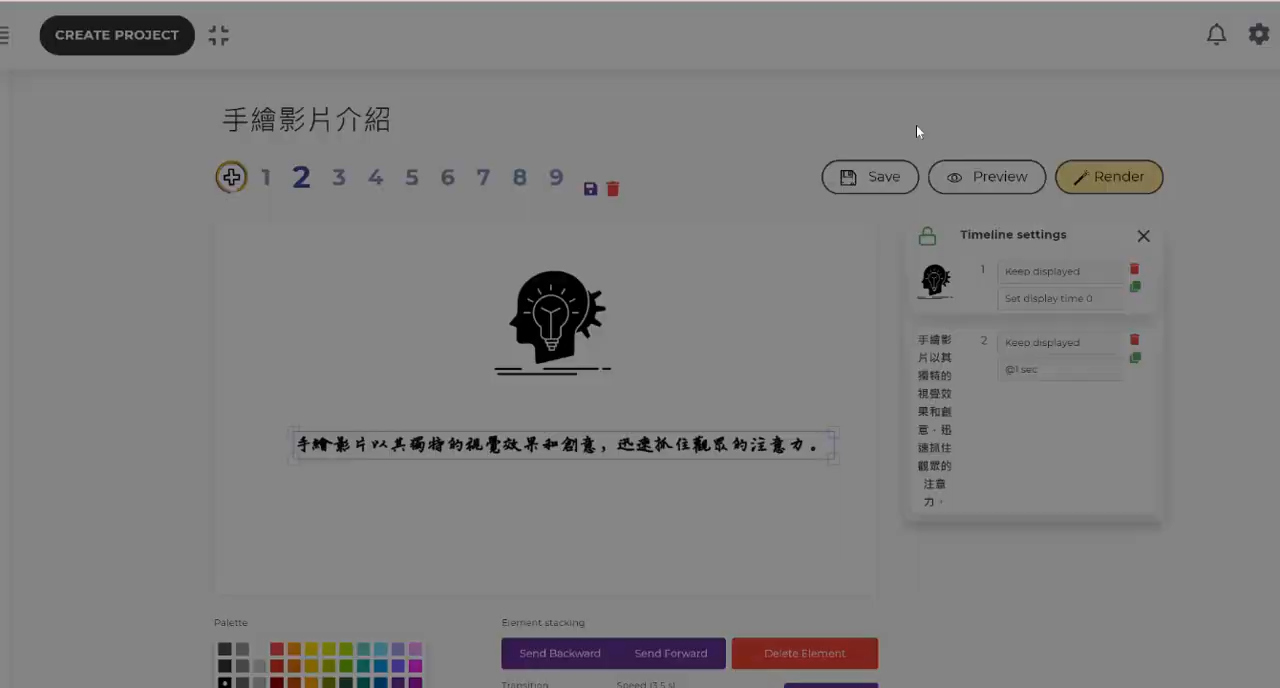 CREATE PROJECT
手繪影片介紹
1 2 3 4 5 6 7 8 9
Save
Preview
Render
Timeline settings
1
Keep displayed
Set display time 0
手繪影片以其獨特的視覺效果和創意，迅速抓住觀眾的注意力。
手繪影
片以其
獨特的
視覺效
果和創
意，迅
速抓住
觀眾的
注意
力。
2
Keep displayed
@1 sec
Palette
Element stacking
Send Backward
Send Forward
Delete Element
Transition
Speed (3.5 s)